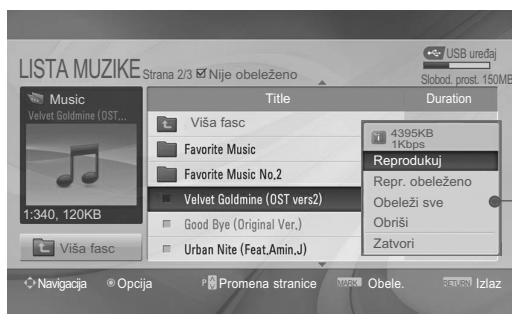 USB uređaj
LISTA MUZIKE Strana 2/3 Nije obeleženo
Slobod. prost. 150MB
Music
Title
Duration
Velvet Goldmine (OST...
Viša fasc
4395KB
1Kbps
Favorite Music
Reprodukuj
Favorite Music No.2
Repr. obeleženo
Velvet Goldmine (OST vers2)
Obeleži sve
1:340, 120KB
Good Bye (Original Ver.)
Obriši
Viša fasc
Urban Nite (Feat.Amin.J)
Zatvori
Navigacija
Opcija
P Promena stranice
MARK Obele.
RETURN Izlaz